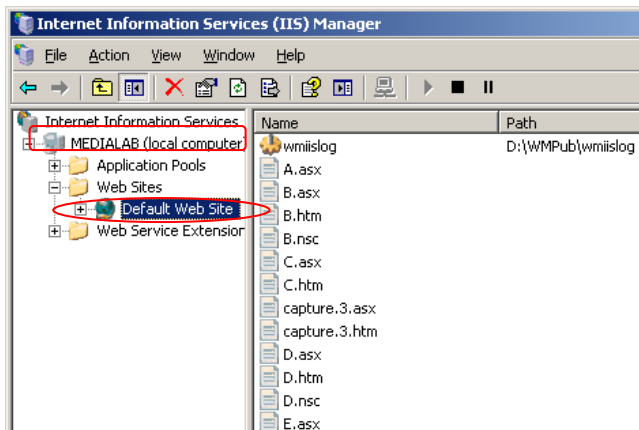 Internet Information Services (IIS) Manager
File Action View Window Help
Internet Information Services
MEDIALAB (local computer)
Application Pools
Web Sites
Default Web Site
Web Service Extension
Name Path
wmiislog D:\WMPub\wmiislog
A.asx
B.asx
B.htm
B.nsc
C.asx
C.htm
capture.3.asx
capture.3.htm
D.asx
D.htm
D.nsc
E.asx